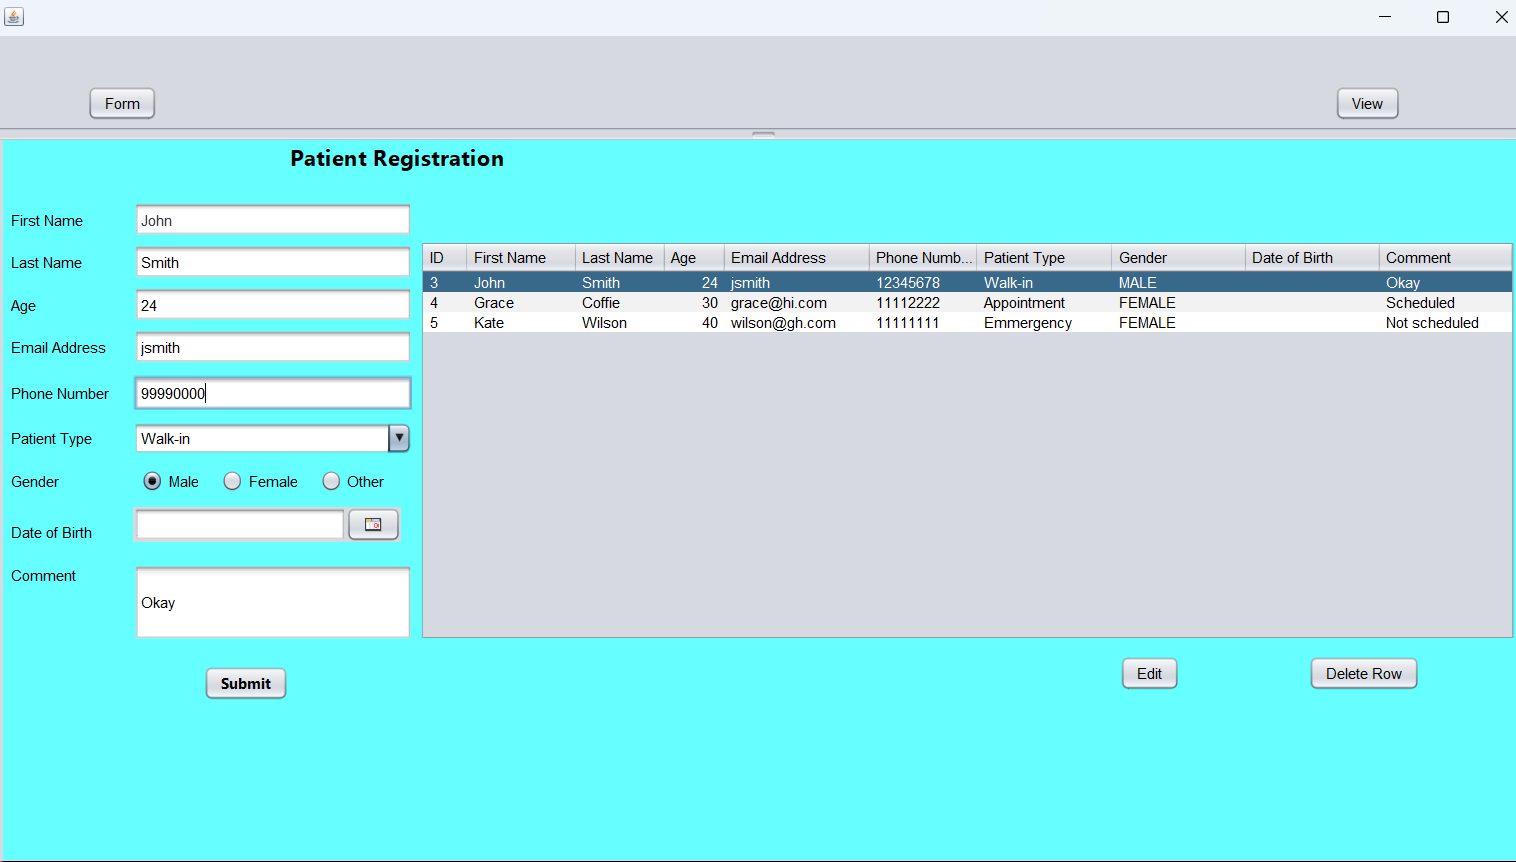 Form
View
Patient Registration
First Name John
Last Name Smith
Age 24
Email Address jsmith
Phone Number 99990000
Patient Type Walk-in
Gender Male Female Other
Date of Birth
Comment Okay
Submit
ID First Name Last Name Age Email Address Phone Numb... Patient Type Gender Date of Birth Comment
3 John Smith 24 jsmith 12345678 Walk-in MALE Okay
4 Grace Coffie 30 grace@hi.com 11112222 Appointment FEMALE Scheduled
5 Kate Wilson 40 wilson@gh.com 11111111 Emmergency FEMALE Not scheduled
Edit Delete Row